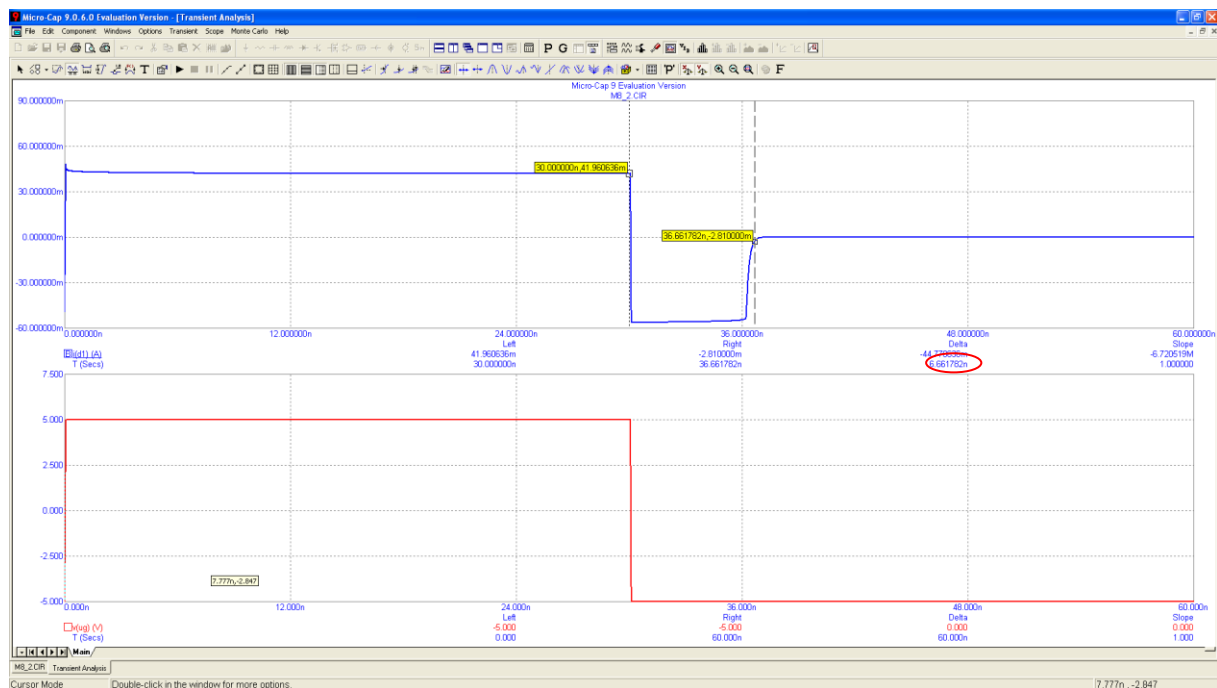 Micro-Cap 9.0.6.0 Evaluation Version - [Transient Analysis]
File Edit Component Windows Options Transient Scope Monte Carlo Help
Micro-Cap 9 Evaluation Version
M8_2.CIR
90.000000m
60.000000m
30.000000m
0.000000m
-30.000000m
-60.000000m
30.000000n,41.960636m
36.661782n,-2.810000m
0.000000n 12.000000n 24.000000n 36.000000n 48.000000n 60.000000n
Left Right Delta Slope
i(d1) (A) 41.960636m -2.810000m -44.770636m -6.720519M
T (Secs) 30.000000n 36.661782n 6.661782n 1.000000
7.500
5.000
2.500
0.000
-2.500
-5.000
7.777n,-2.847
0.000n 12.000n 24.000n 36.000n 48.000n 60.000n
Left Right Delta Slope
v(ug) (V) -5.000 -5.000 0.000 0.000
T (Secs) 0.000 60.000n 60.000n 1.000
Main
M8_2.CIR Transient Analysis
Cursor Mode Double-click in the window for more options. 7.777n , -2.847